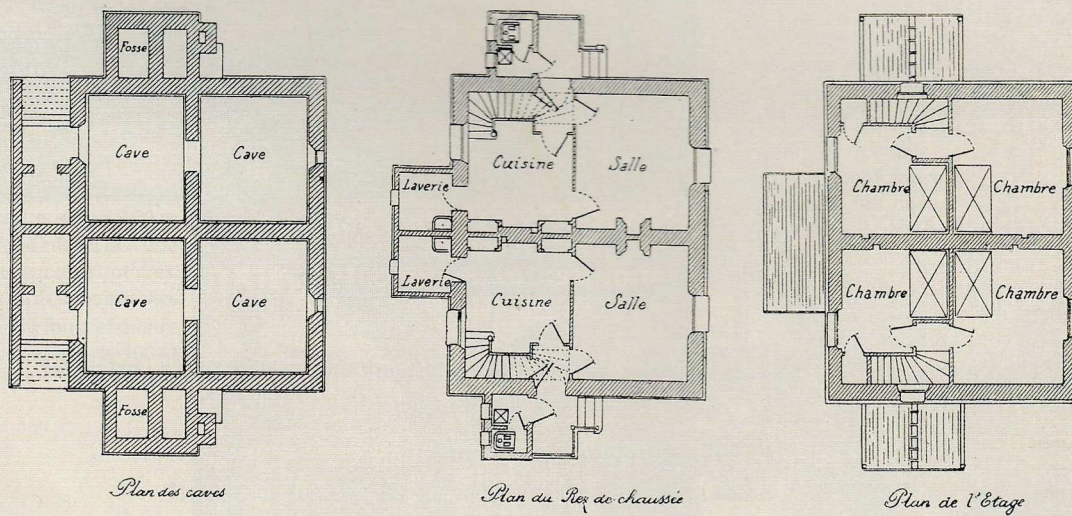 Fosse
Cave
Cave
Cave
Cave
Fosse
Plan des caves
Cuisine
Salle
Laverie
Laverie
Cuisine
Salle
Plan du Rez de chaussée
Chambre
Chambre
Chambre
Chambre
Plan de l'Etage